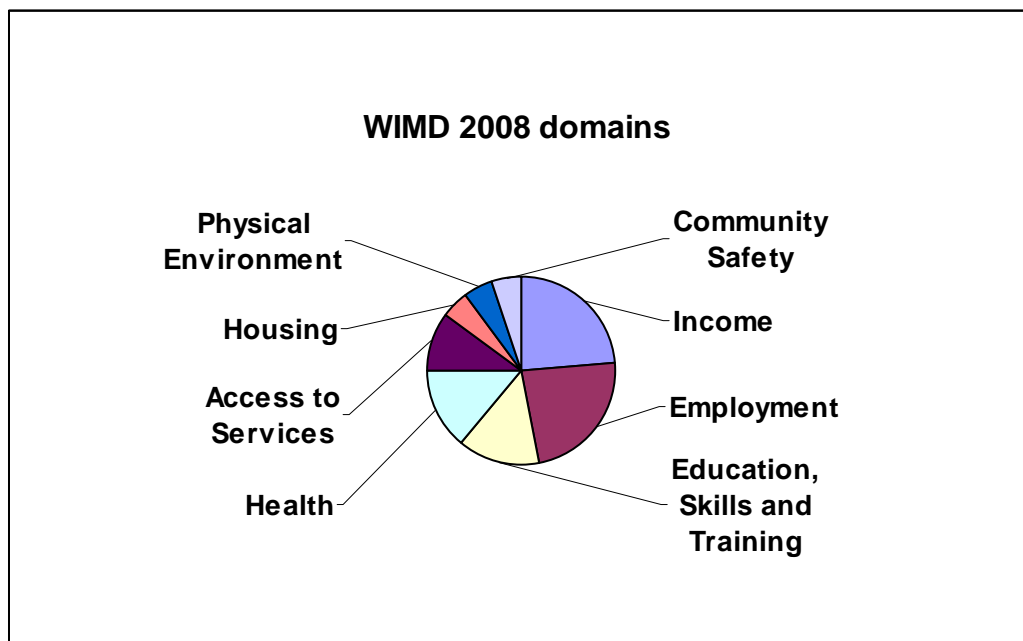 WIMD 2008 domains
Physical
Environment
Community
Safety
Housing
Income
Access to
Services
Employment
Health
Education,
Skills and
Training